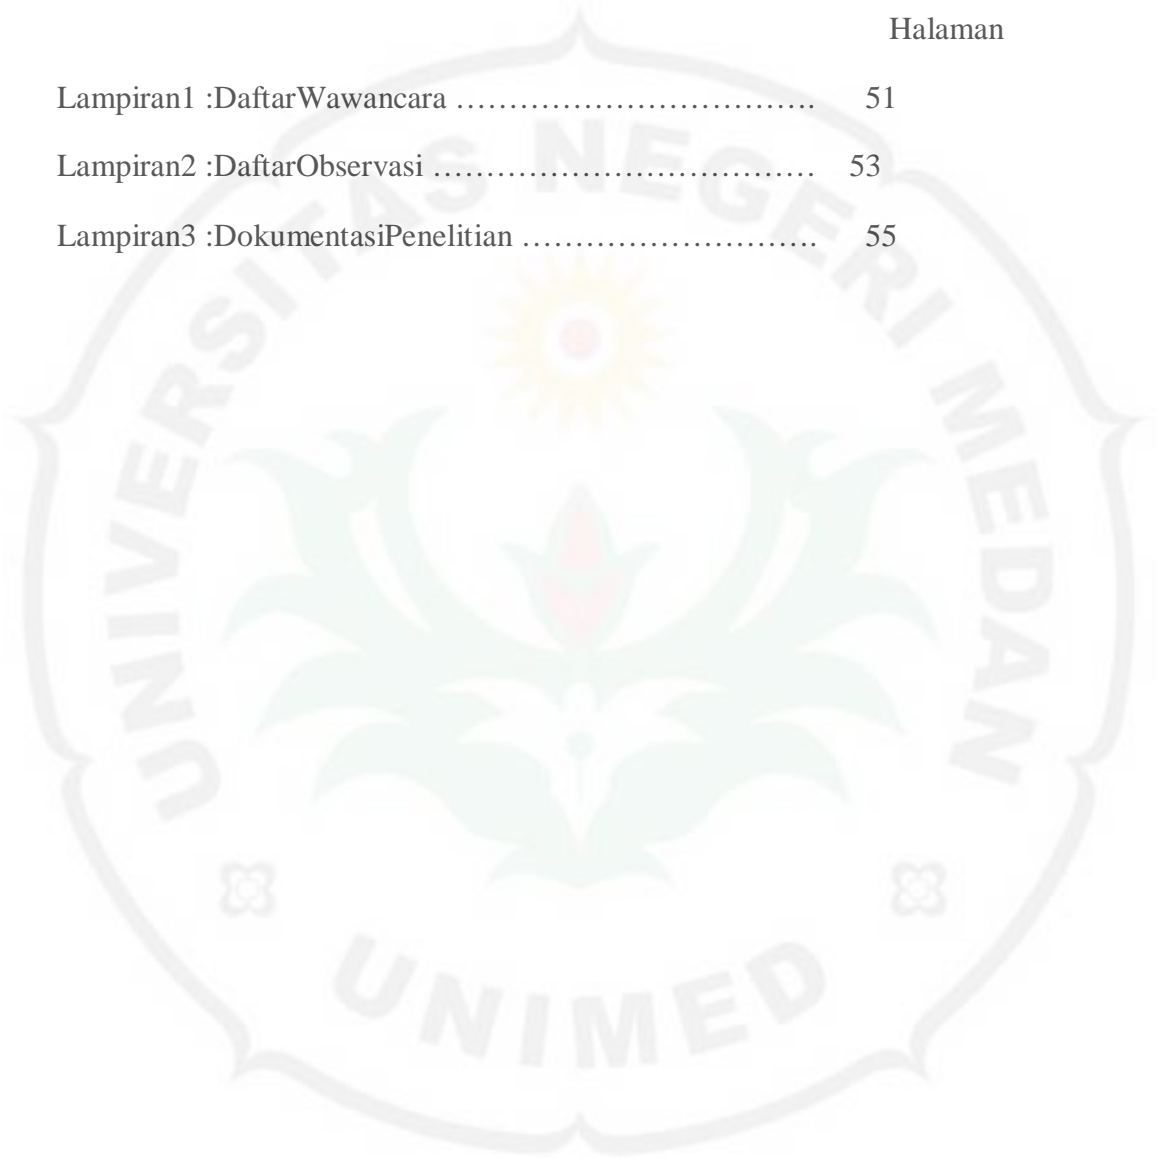 Halaman
Lampiran1 :DaftarWawancara ……………………………. 51
Lampiran2 :DaftarObservasi ……………………………… 53
Lampiran3 :DokumentasiPenelitian ………………………. 55
UNIVERSITAS NEGERI MEDAN
UNIMED